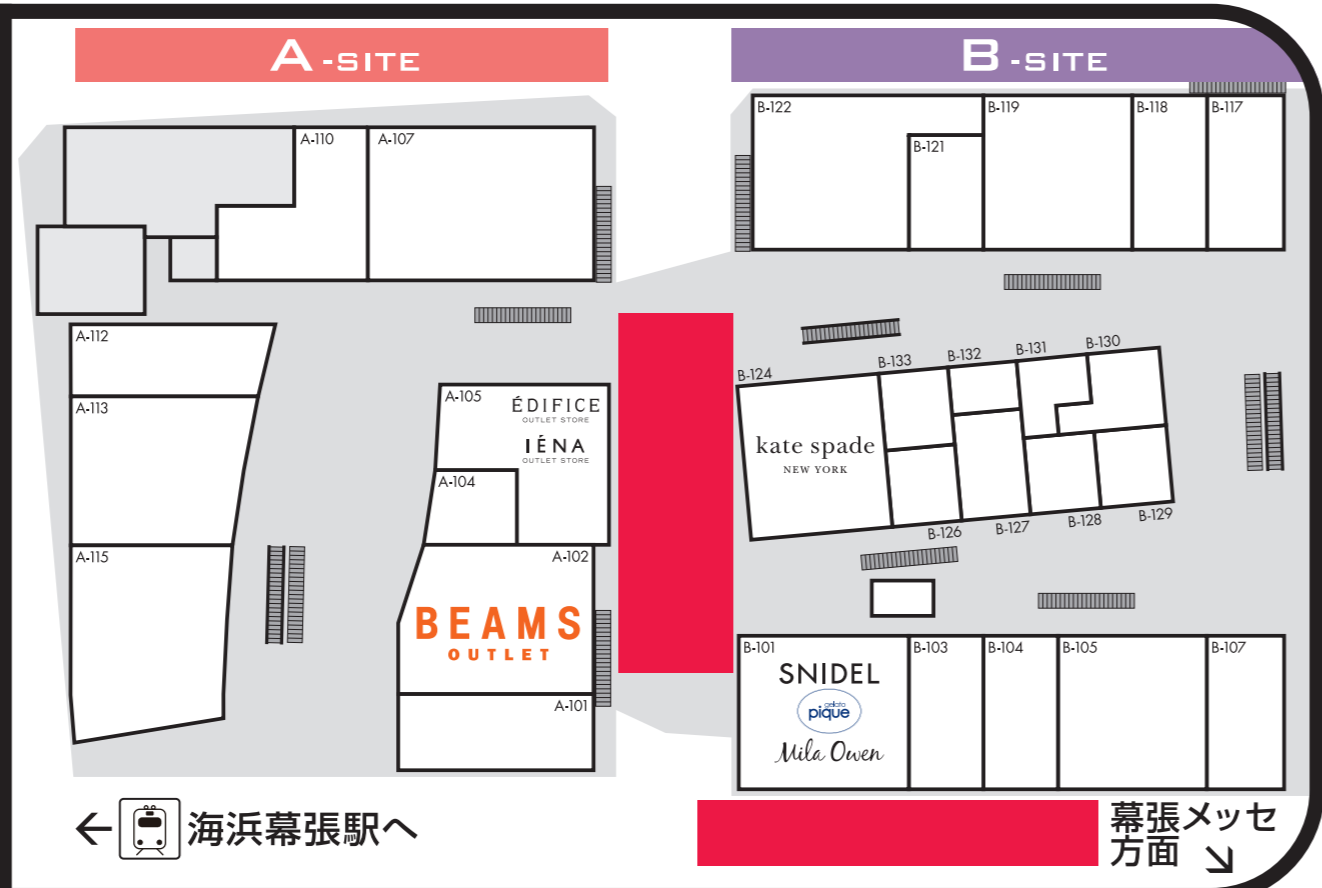 A-SITE
B-SITE
A-110
A-107
B-122
B-121
B-119
B-118
B-117
A-112
A-113
A-115
A-105
ÉDIFICE
OUTLET STORE
IÉNA
OUTLET STORE
A-104
A-102
BEAMS
OUTLET
A-101
B-124
B-133
B-132
B-131
B-130
kate spade
NEW YORK
B-126
B-127
B-128
B-129
B-101
SNIDEL
gelato
pique
Mila Owen
B-103
B-104
B-105
B-107
← 海浜幕張駅へ
幕張メッセ
方面 ↘